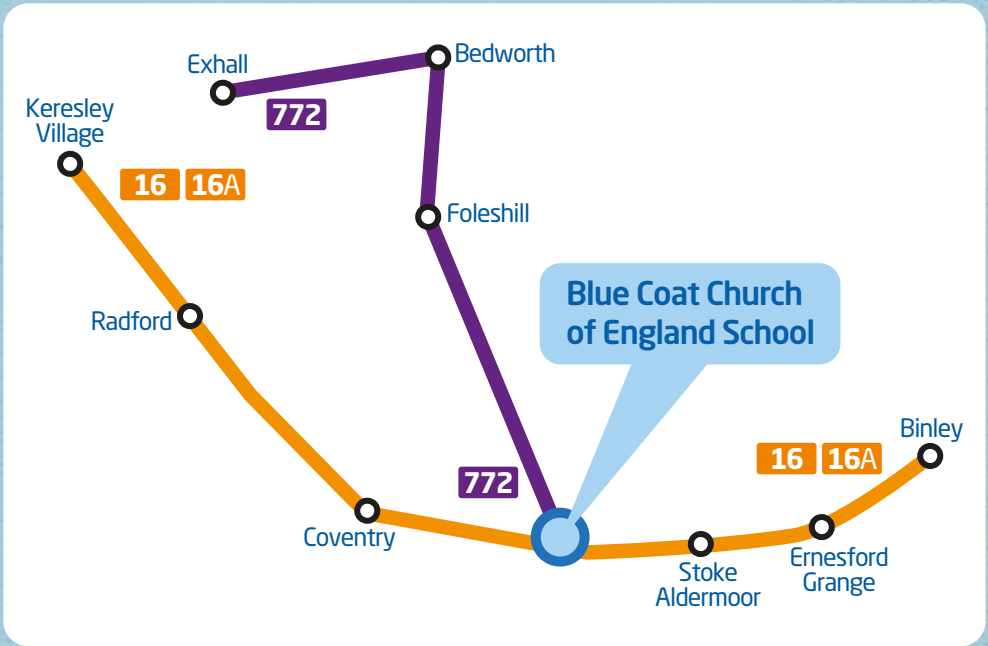 Exhall
Bedworth
772
Keresley
Village
16 16A
Foleshill
Radford
Blue Coat Church
of England School
Binley
16 16A
772
Coventry
Stoke
Aldermoor
Ernesford
Grange